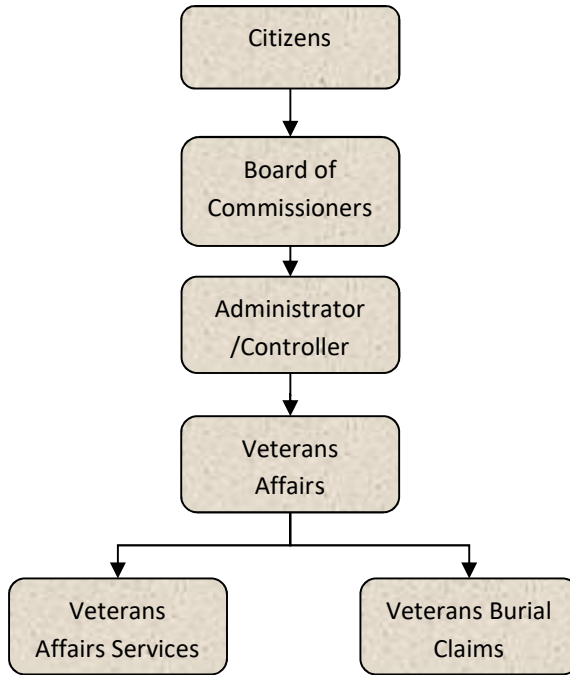 Citizens
Board of
Commissioners
Administrator
/Controller
Veterans
Affairs
Veterans
Affairs Services
Veterans Burial
Claims